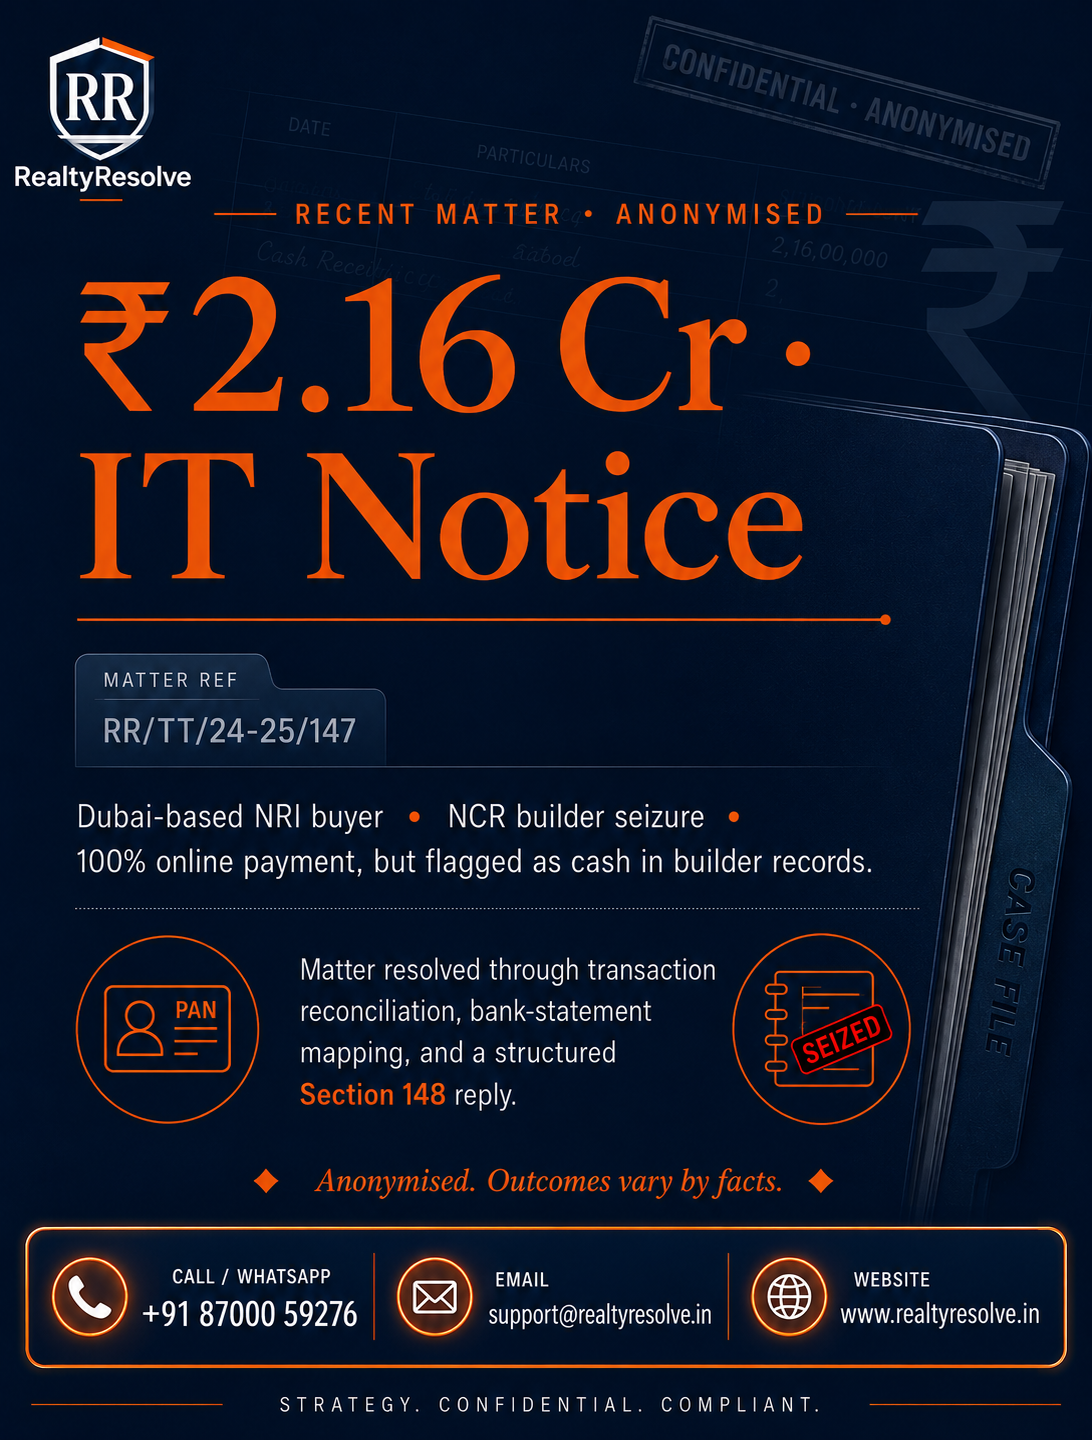 RR
RealtyResolve
CONFIDENTIAL · ANONYMISED
DATE
PARTICULARS
RECENT MATTER • ANONYMISED
Cash
2,16,00,000
2,
₹
₹2.16 Cr ·
IT Notice
MATTER REF
RR/TT/24-25/147
Dubai-based NRI buyer • NCR builder seizure •
100% online payment, but flagged as cash in builder records.
PAN
Matter resolved through transaction
reconciliation, bank-statement
mapping, and a structured
Section 148 reply.
SEIZED
CASE FILE
Anonymised. Outcomes vary by facts.
CALL / WHATSAPP
+91 87000 59276
EMAIL
support@realtyresolve.in
WEBSITE
www.realtyresolve.in
STRATEGY. CONFIDENTIAL. COMPLIANT.